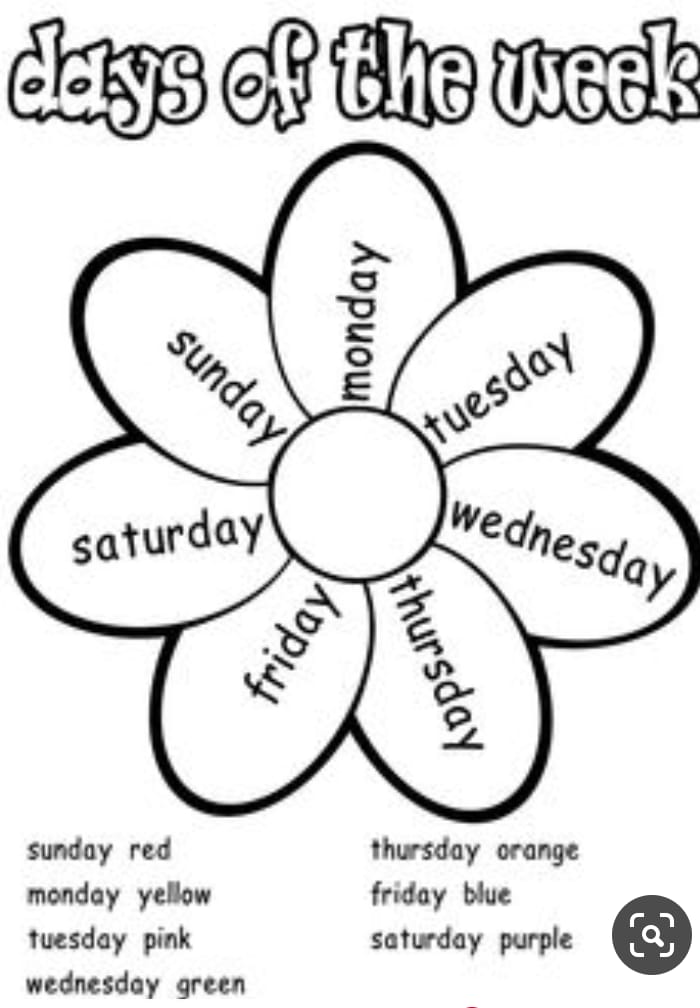 days of the week
monday
tuesday
wednesday
thursday
friday
saturday
sunday
sunday red
monday yellow
tuesday pink
wednesday green
thursday orange
friday blue
saturday purple